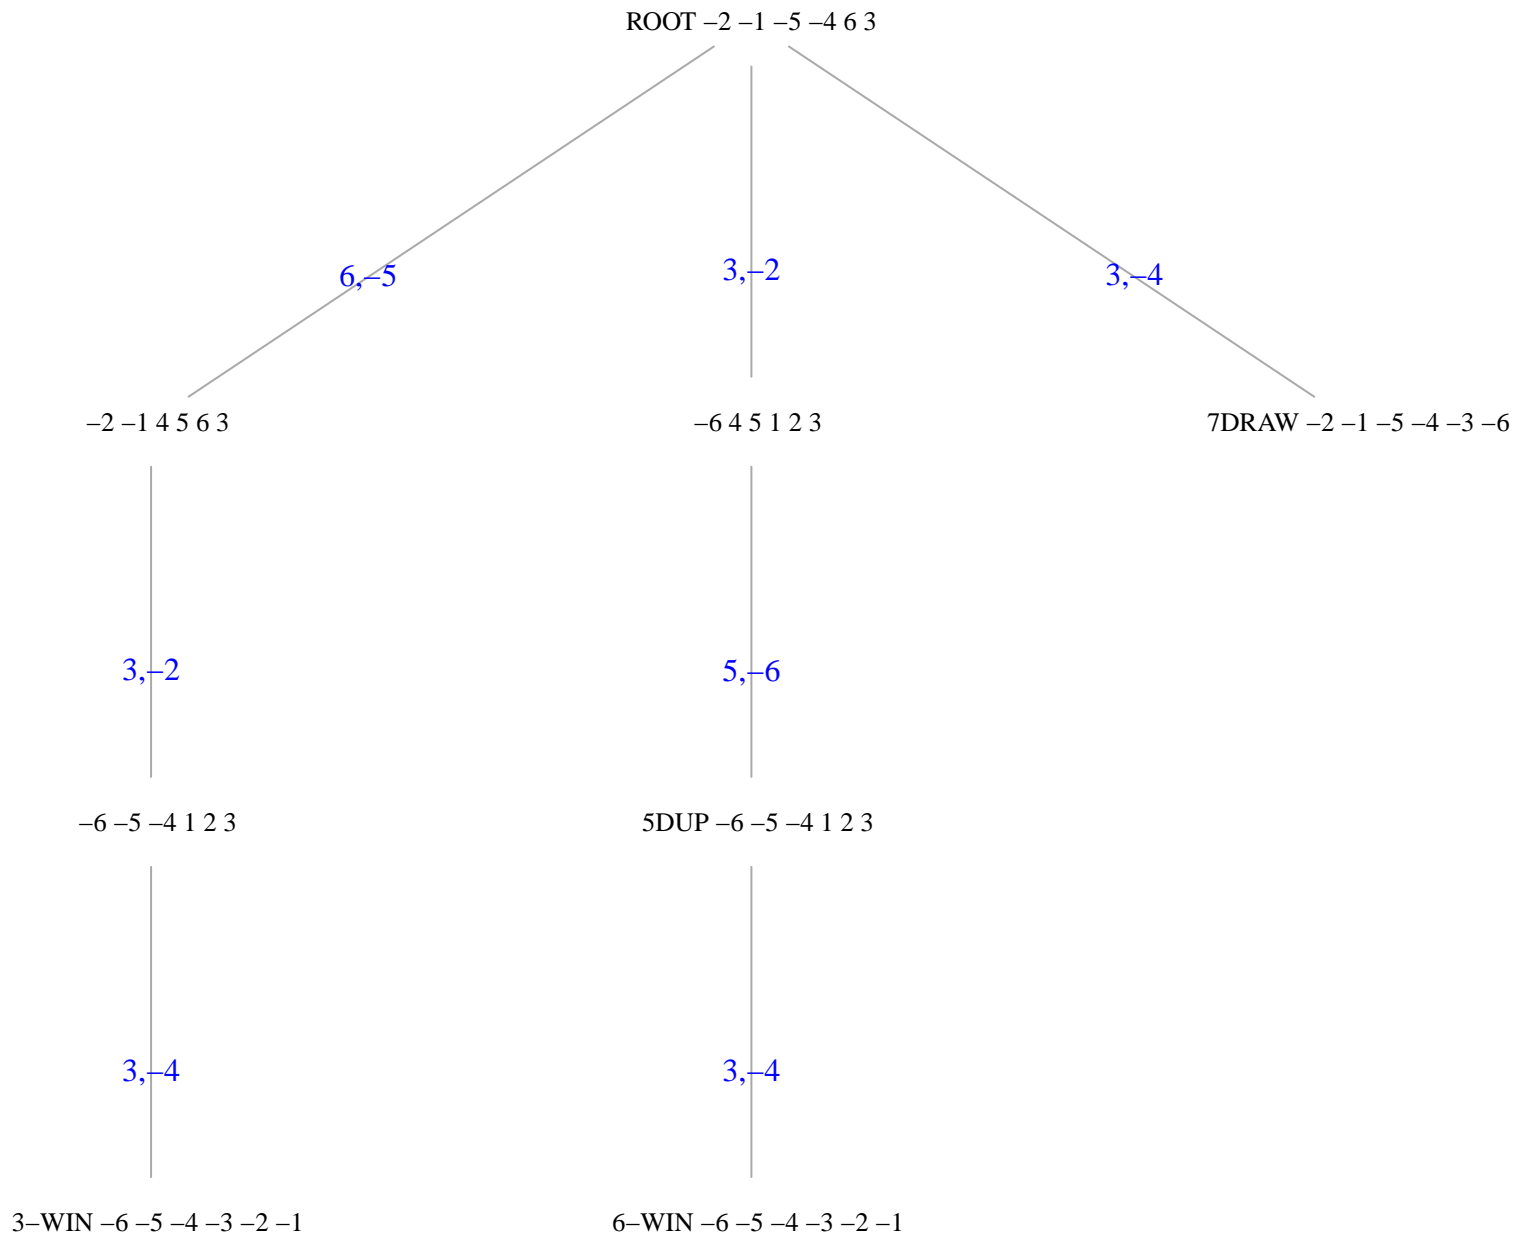 ROOT –2 –1 –5 –4 6 3
6,–5
3,–2
3,–4
–2 –1 4 5 6 3
–6 4 5 1 2 3
7DRAW –2 –1 –5 –4 –3 –6
3,–2
5,–6
–6 –5 –4 1 2 3
5DUP –6 –5 –4 1 2 3
3,–4
3,–4
3–WIN –6 –5 –4 –3 –2 –1
6–WIN –6 –5 –4 –3 –2 –1